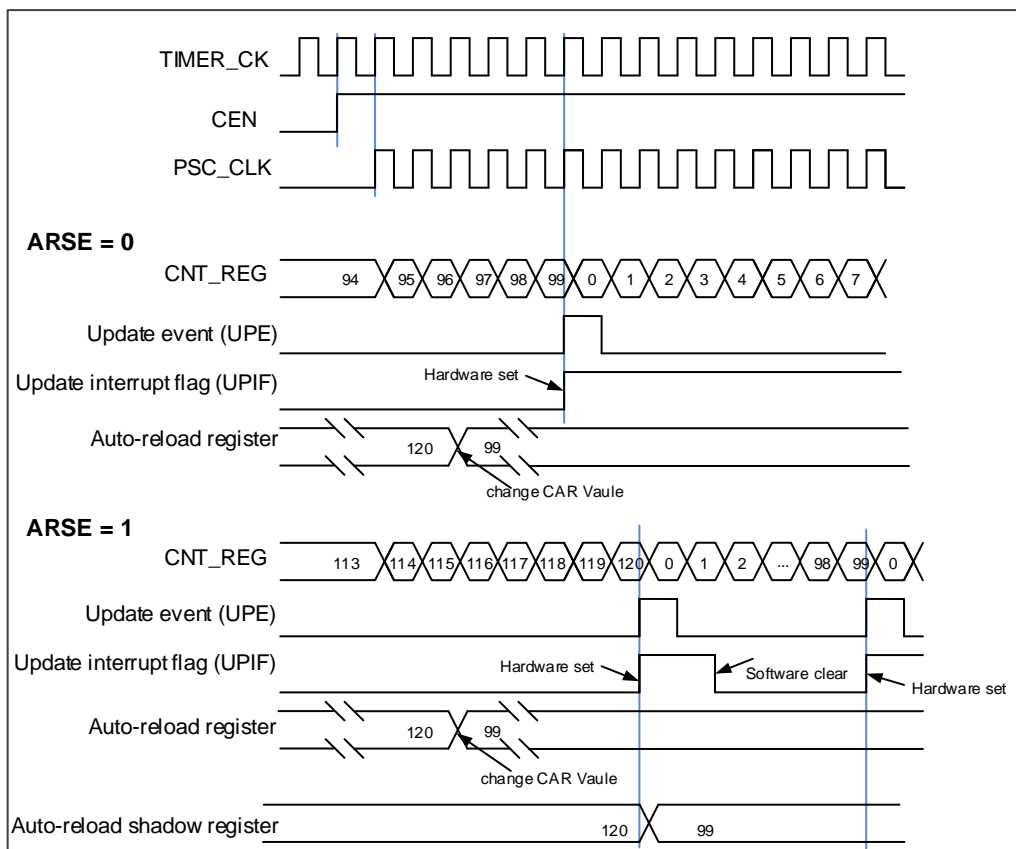 TIMER_CK
CEN
PSC_CLK
ARSE = 0
CNT_REG 94 95 96 97 98 99 0 1 2 3 4 5 6 7
Update event (UPE)
Hardware set
Update interrupt flag (UPIF)
Auto-reload register 120 99
change CAR Vaule
ARSE = 1
CNT_REG 113 114 115 116 117 118 119 120 0 1 2 ... 98 99 0
Update event (UPE)
Update interrupt flag (UPIF) Hardware set Software clear Hardware set
Auto-reload register 120 99
change CAR Vaule
Auto-reload shadow register 120 99